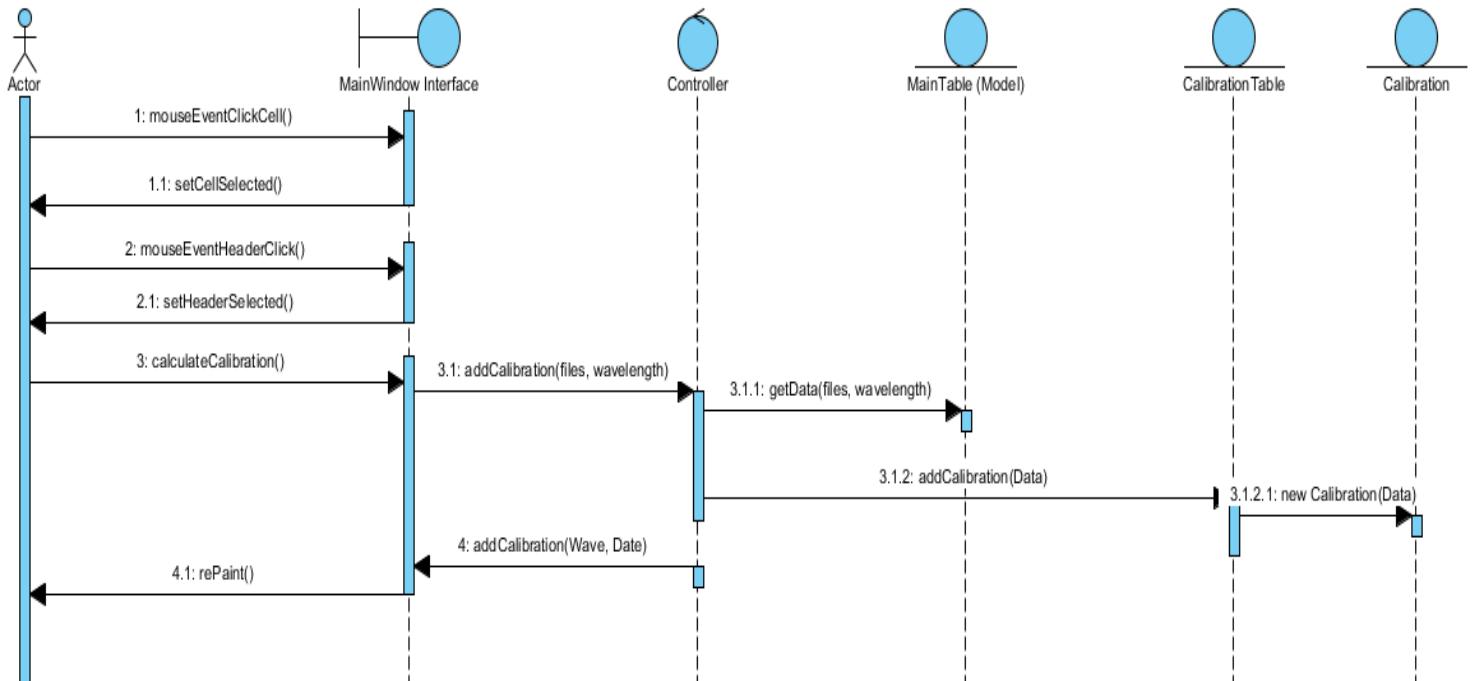 Actor
MainWindow Interface
Controller
MainTable (Model)
CalibrationTable
Calibration
1: mouseEventClickCell()
1.1: setCellSelected()
2: mouseEventHeaderClick()
2.1: setHeaderSelected()
3: calculateCalibration()
3.1: addCalibration(files, wavelength)
3.1.1: getData(files, wavelength)
3.1.2: addCalibration(Data)
3.1.2.1: new Calibration(Data)
4: addCalibration(Wave, Date)
4.1: rePaint()